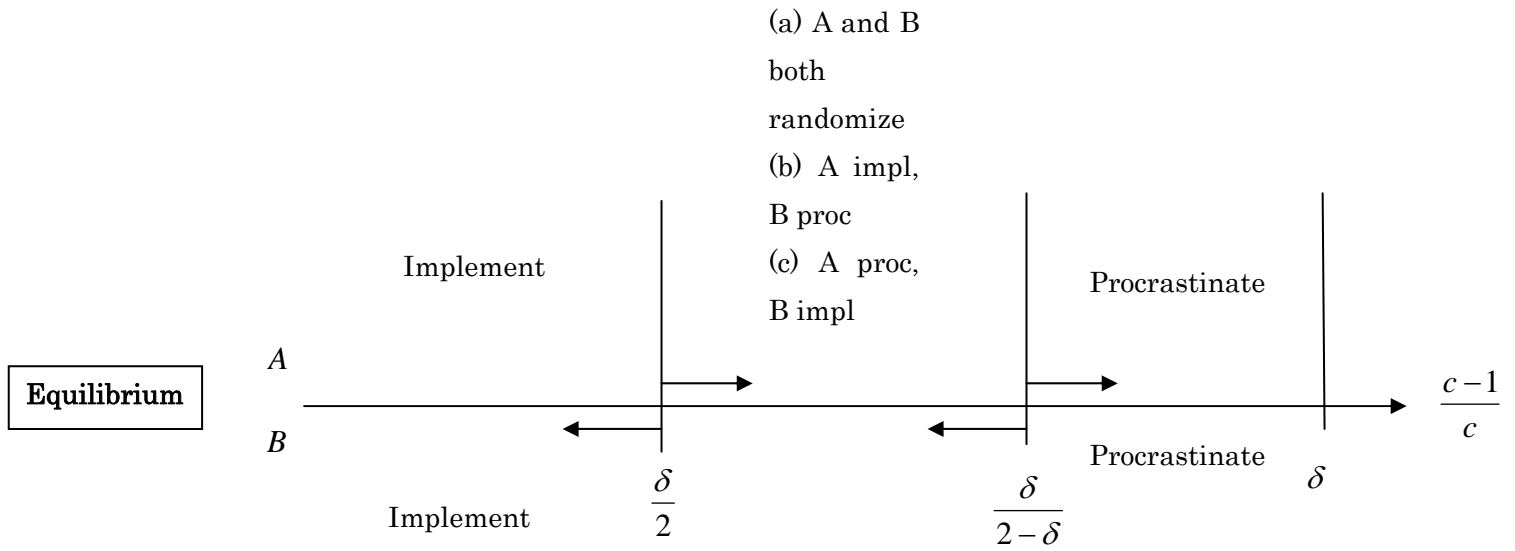 (a) A and B
both
randomize
(b) A impl,
B proc
(c) A proc,
B impl
Implement
Procrastinate
A
Equilibrium
B
(c − 1)/c
Procrastinate
Implement
δ/2
δ/(2 − δ)
δ